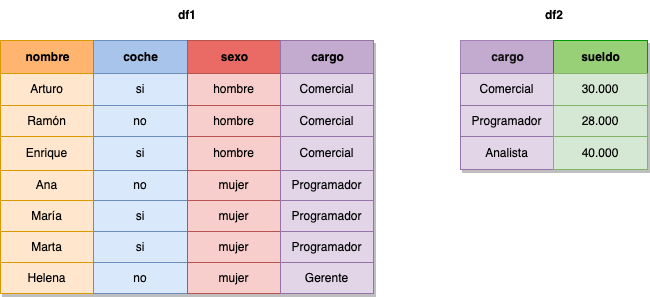 df1
nombre coche sexo cargo
Arturo si hombre Comercial
Ramón no hombre Comercial
Enrique si hombre Comercial
Ana no mujer Programador
María si mujer Programador
Marta si mujer Programador
Helena no mujer Gerente
df2
cargo sueldo
Comercial 30.000
Programador 28.000
Analista 40.000